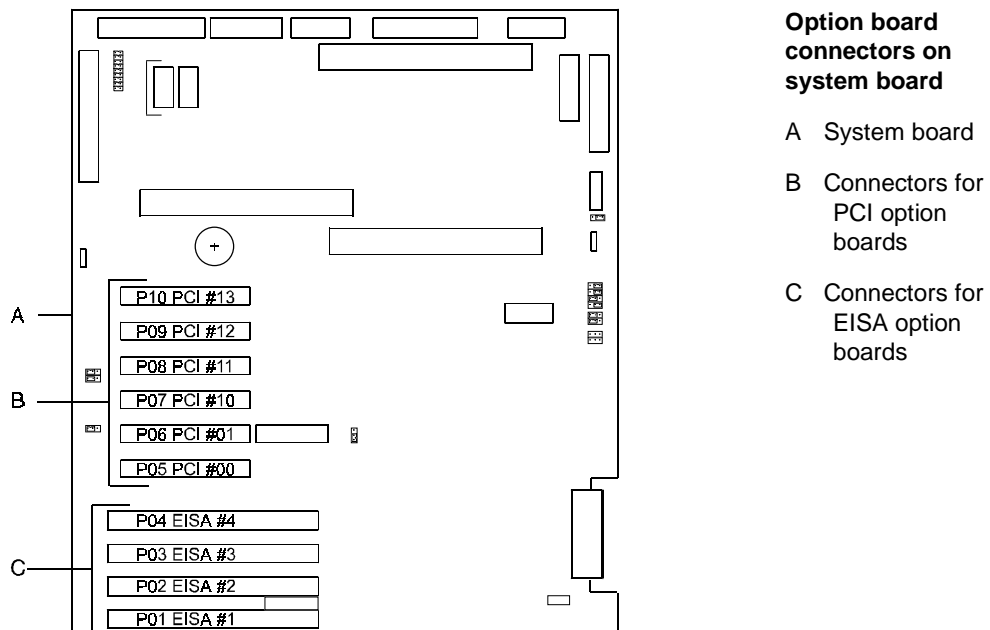 Option board
connectors on
system board
A System board
B Connectors for
PCI option
boards
C Connectors for
EISA option
boards
A
B
C
P10 PCI #13
P09 PCI #12
P08 PCI #11
P07 PCI #10
P06 PCI #01
P05 PCI #00
P04 EISA #4
P03 EISA #3
P02 EISA #2
P01 EISA #1